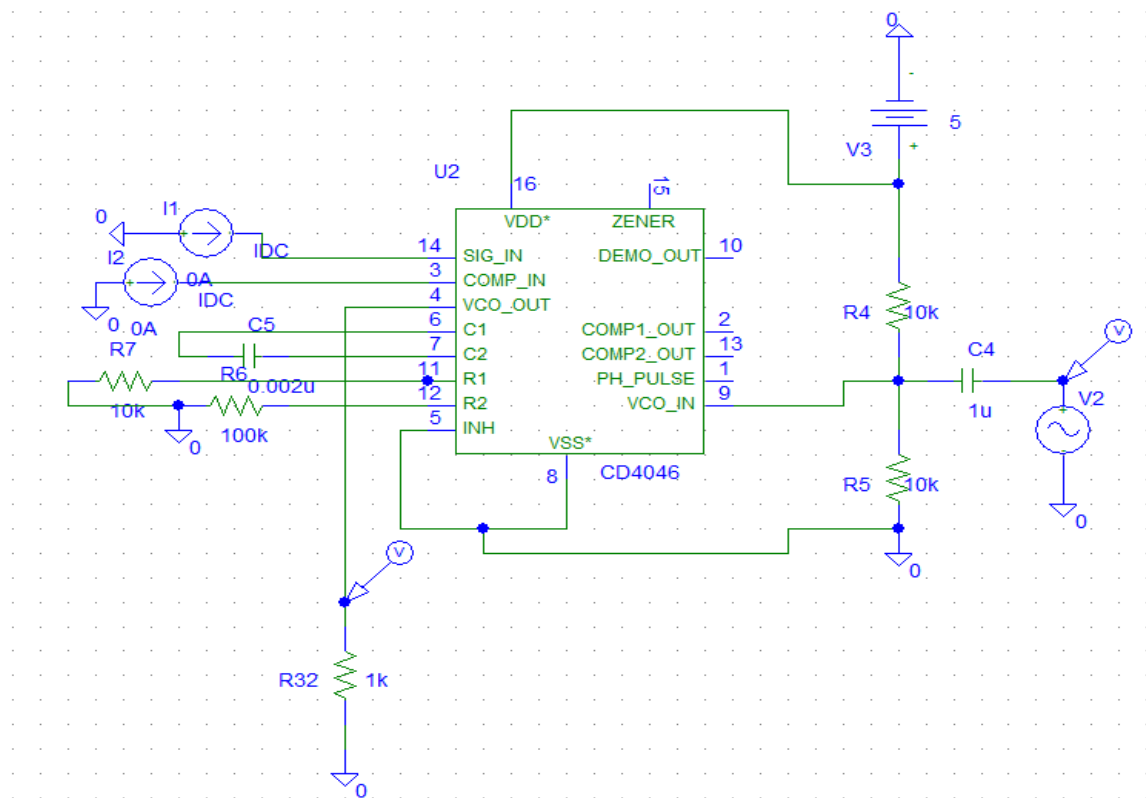 0
5
V3
-
+
U2
16
15
VDD*
ZENER
0
I1
IDC
14
SIG_IN
DEMO_OUT
10
I2
0A
IDC
3
COMP_IN
0
0A
4
VCO_OUT
C5
6
C1
COMP1_OUT
2
R7
7
C2
COMP2_OUT
13
R6
0.002u
11
R1
PH_PULSE
1
10k
12
R2
VCO_IN
9
100k
0
5
INH
VSS*
8
CD4046
R4
10k
C4
1u
V
V2
+
-
0
R5
10k
0
V
R32
1k
0